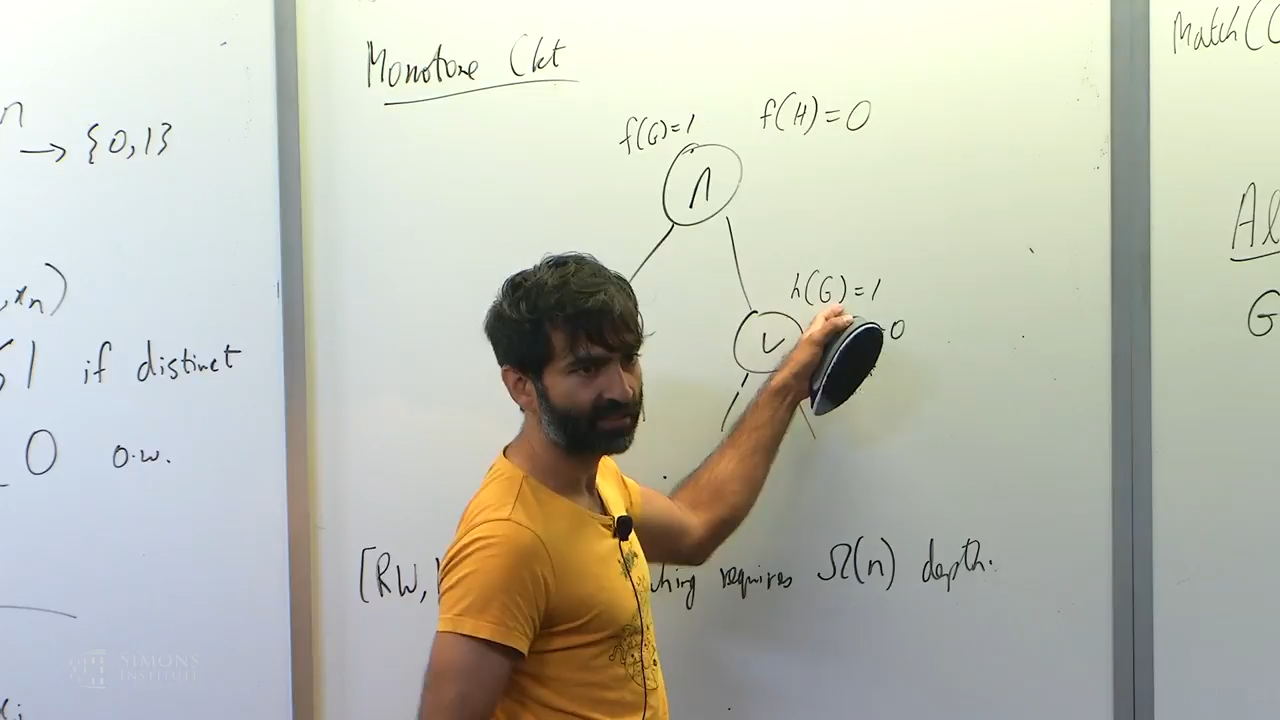 n
→ {0,1}
,xn)
1 if distinct
0 o.w.
Monotone Ckt
f(G)=1 f(H)=0
∧
h(G)=1
∨ 0
[RW, requires Ω(n) depth.
Match(
Al
G
SIMONS
INSTITUTE